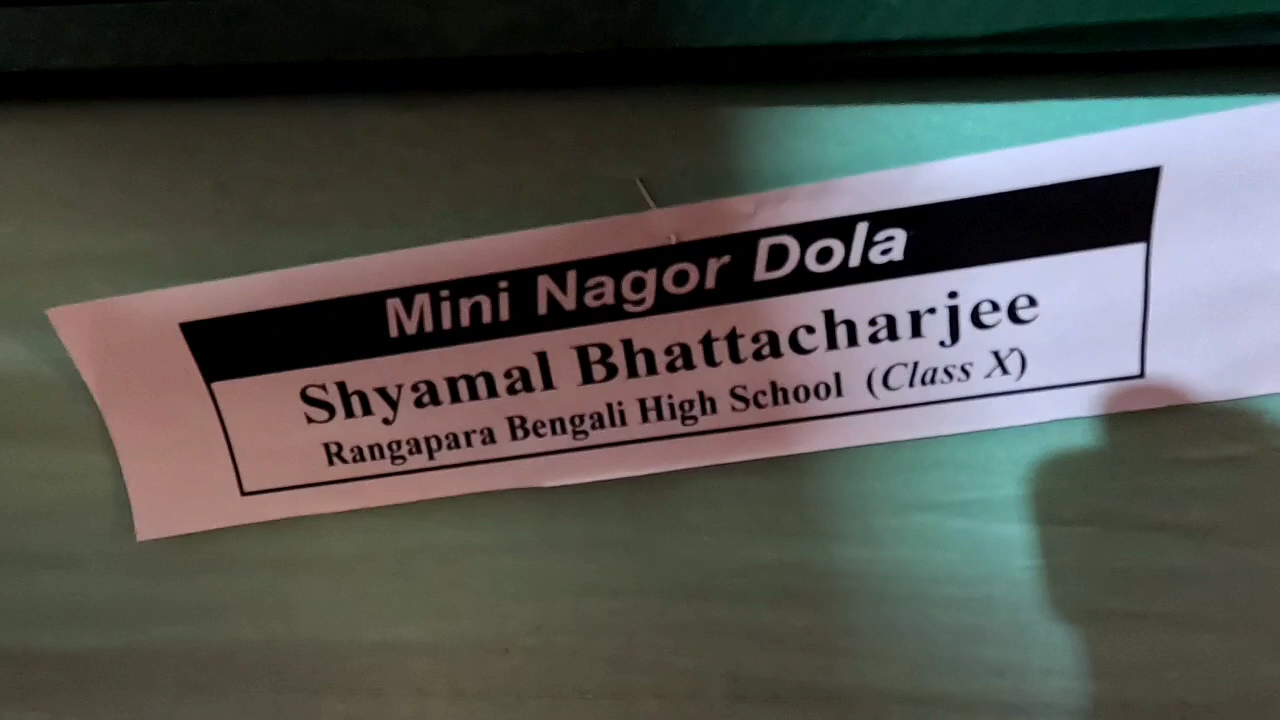 Mini Nagor Dola
Shyamal Bhattacharjee
Rangapara Bengali High School (Class X)